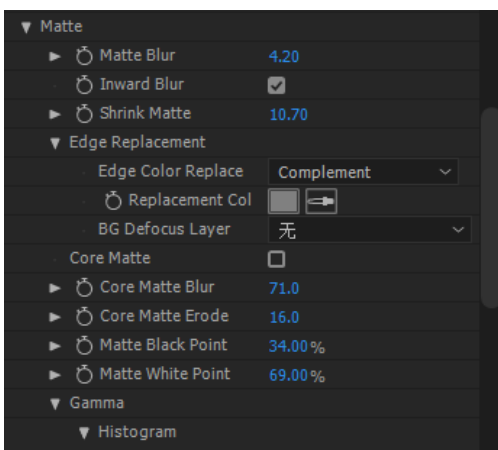 Matte
Matte Blur 4.20
Inward Blur
Shrink Matte 10.70
Edge Replacement
Edge Color Replace Complement
Replacement Col
BG Defocus Layer 无
Core Matte
Core Matte Blur 71.0
Core Matte Erode 16.0
Matte Black Point 34.00%
Matte White Point 69.00%
Gamma
Histogram